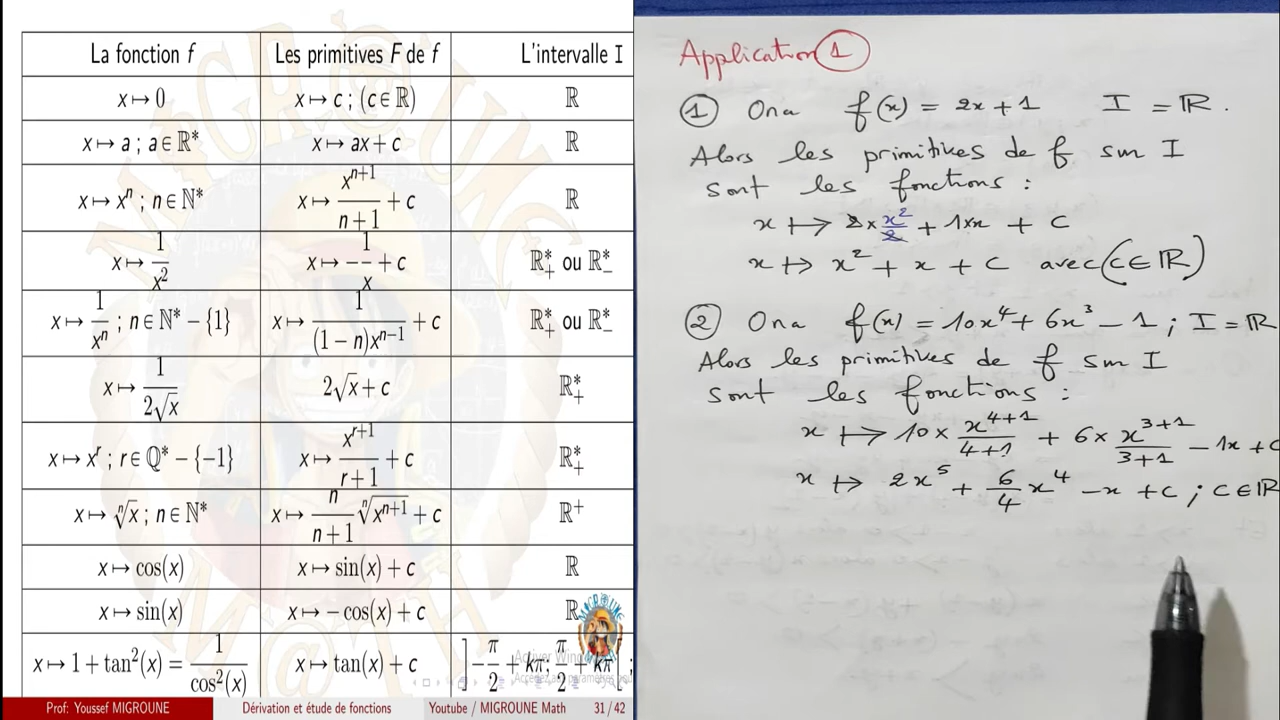 La fonction f | Les primitives F de f | L'intervalle I
x ↦ 0 | x ↦ c ; (c ∈ ℝ) | ℝ
x ↦ a ; a ∈ ℝ* | x ↦ ax + c | ℝ
x ↦ xⁿ ; n ∈ ℕ* | x ↦ xⁿ⁺¹/(n+1) + c | ℝ
x ↦ 1/x² | x ↦ −1/x + c | ℝ*₊ ou ℝ*₋
x ↦ 1/xⁿ ; n ∈ ℕ* − {1} | x ↦ 1/((1−n)xⁿ⁻¹) + c | ℝ*₊ ou ℝ*₋
x ↦ 1/(2√x) | 2√x + c | ℝ*₊
x ↦ xʳ ; r ∈ ℚ* − {−1} | x ↦ xʳ⁺¹/(r+1) + c | ℝ*₊
x ↦ ⁿ√x ; n ∈ ℕ* | x ↦ n/(n+1) ⁿ√(xⁿ⁺¹) + c | ℝ⁺
x ↦ cos(x) | x ↦ sin(x) + c | ℝ
x ↦ sin(x) | x ↦ −cos(x) + c | ℝ
x ↦ 1 + tan²(x) = 1/cos²(x) | x ↦ tan(x) + c | ]−π/2 + kπ; π/2 + kπ[ ;
Prof: Youssef MIGROUNE Dérivation et étude de fonctions Youtube / MIGROUNE Math 31 / 42
Application 1
① On a f(x) = 2x + 1 I = ℝ.
Alors les primitives de f sur I
sont les fonctions :
x ↦ 2 × x²/2 + 1×x + C
x ↦ x² + x + C avec (C ∈ ℝ)
② On a f(x) = 10x⁴ + 6x³ − 1 ; I = ℝ
Alors les primitives de f sur I
sont les fonctions :
x ↦ 10 × x⁴⁺¹/(4+1) + 6 × x³⁺¹/(3+1) − 1x + C
x ↦ 2x⁵ + 6/4 x⁴ − x + C ; C ∈ ℝ